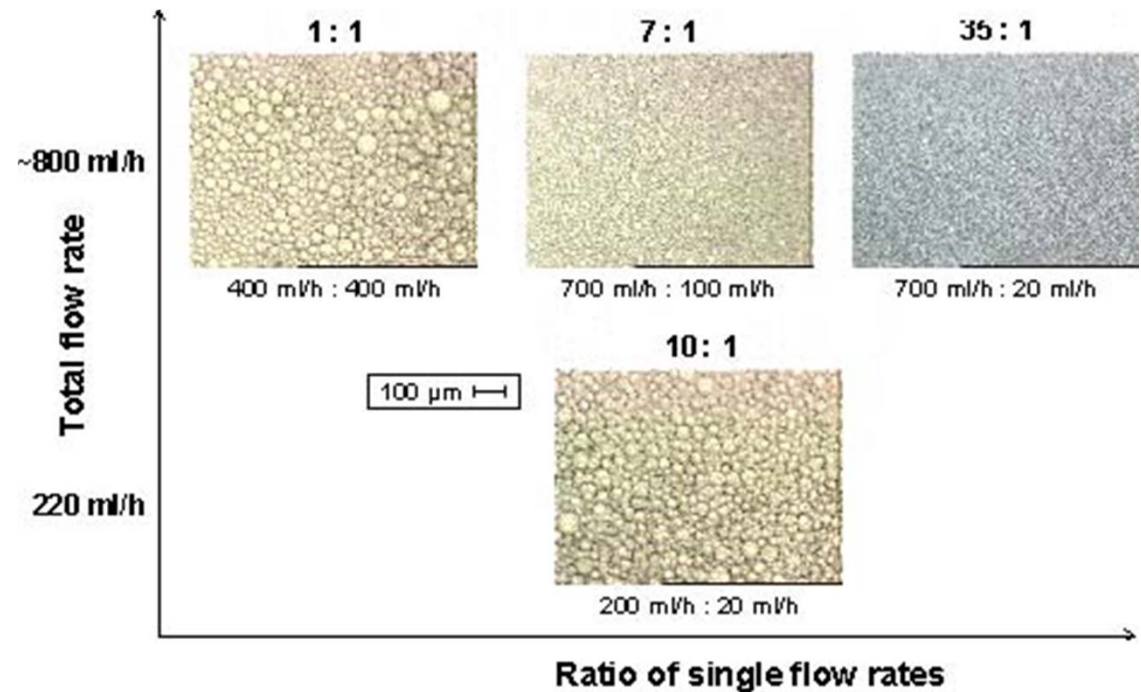 1 : 1
7 : 1
35 : 1
~800 ml/h
400 ml/h : 400 ml/h
700 ml/h : 100 ml/h
700 ml/h : 20 ml/h
Total flow rate
10 : 1
100 µm
220 ml/h
200 ml/h : 20 ml/h
Ratio of single flow rates